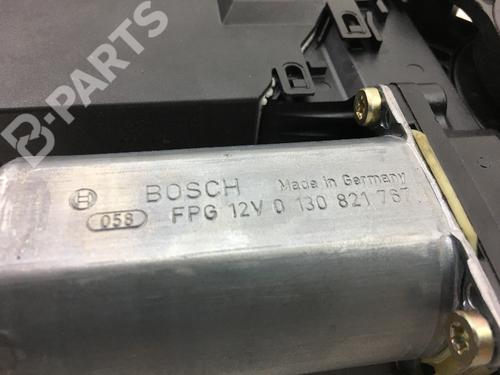 B-PARTS
BOSCH Made in Germany
058 FPG 12V 0 130 821 767